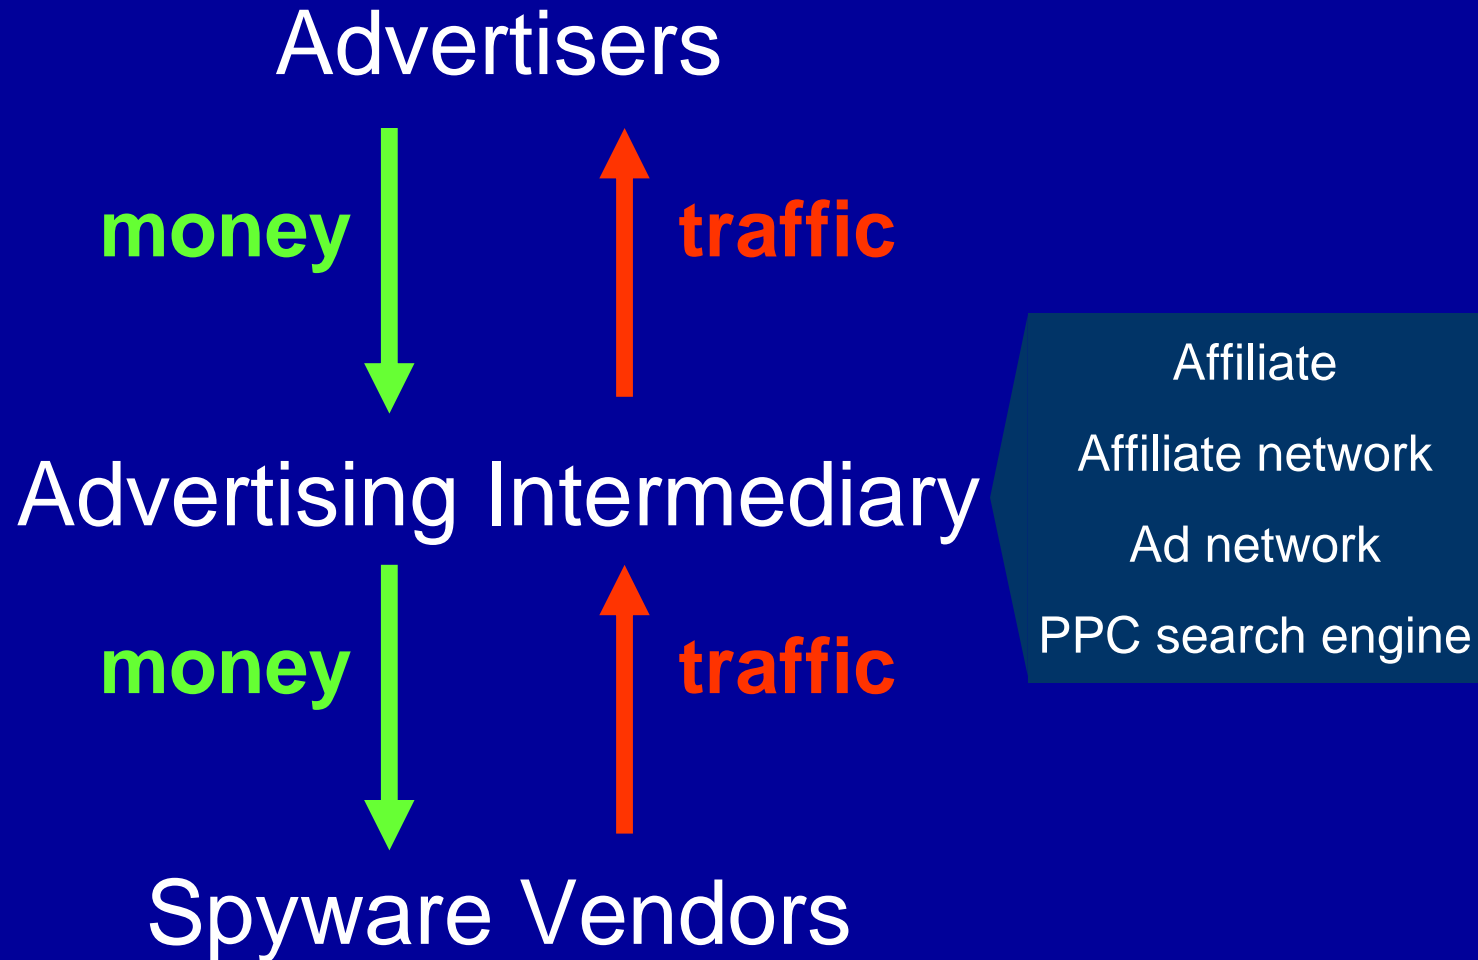 Advertisers
money
traffic
Affiliate
Affiliate network
Advertising Intermediary
Ad network
PPC search engine
money
traffic
Spyware Vendors